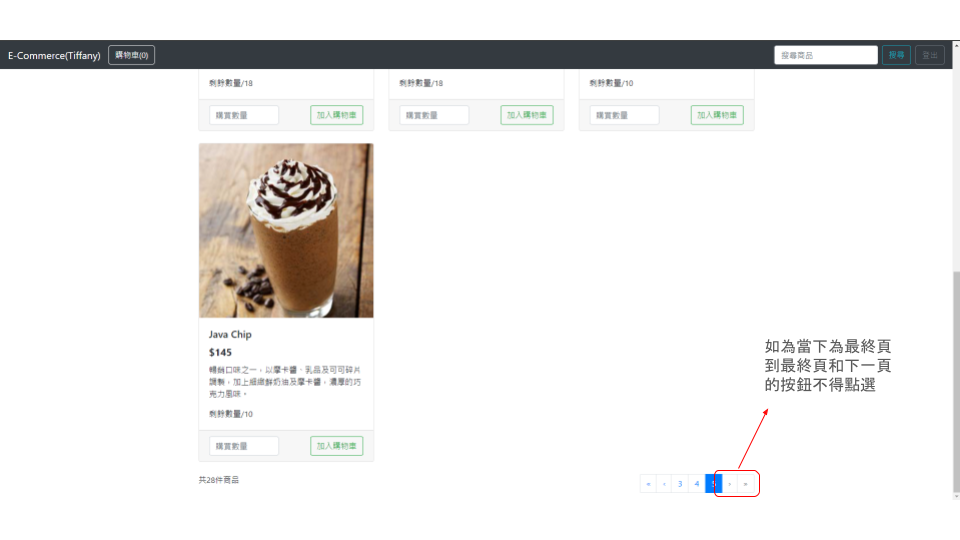 E-Commerce(Tiffany) 購物車(0) 搜尋商品 搜尋 登出
剩餘數量/18 剩餘數量/18 剩餘數量/10
購買數量 加入購物車 購買數量 加入購物車 購買數量 加入購物車
Java Chip
$145
暢銷口味之一，以摩卡醬、乳品及可可碎片
調製，加上細緻鮮奶油及摩卡醬，濃厚的巧
克力風味。
剩餘數量/10
購買數量 加入購物車
如為當下為最終頁
到最終頁和下一頁
的按鈕不得點選
共28件商品
« ‹ 3 4 5 › »